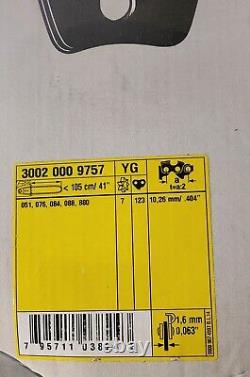 3002 000 9757 YG
< 105 cm/ 41"
a
t=a:2
051, 076, 084, 088, 880 7 123 10,26 mm/ .404"
1,6 mm
0,063"
7 95711 038